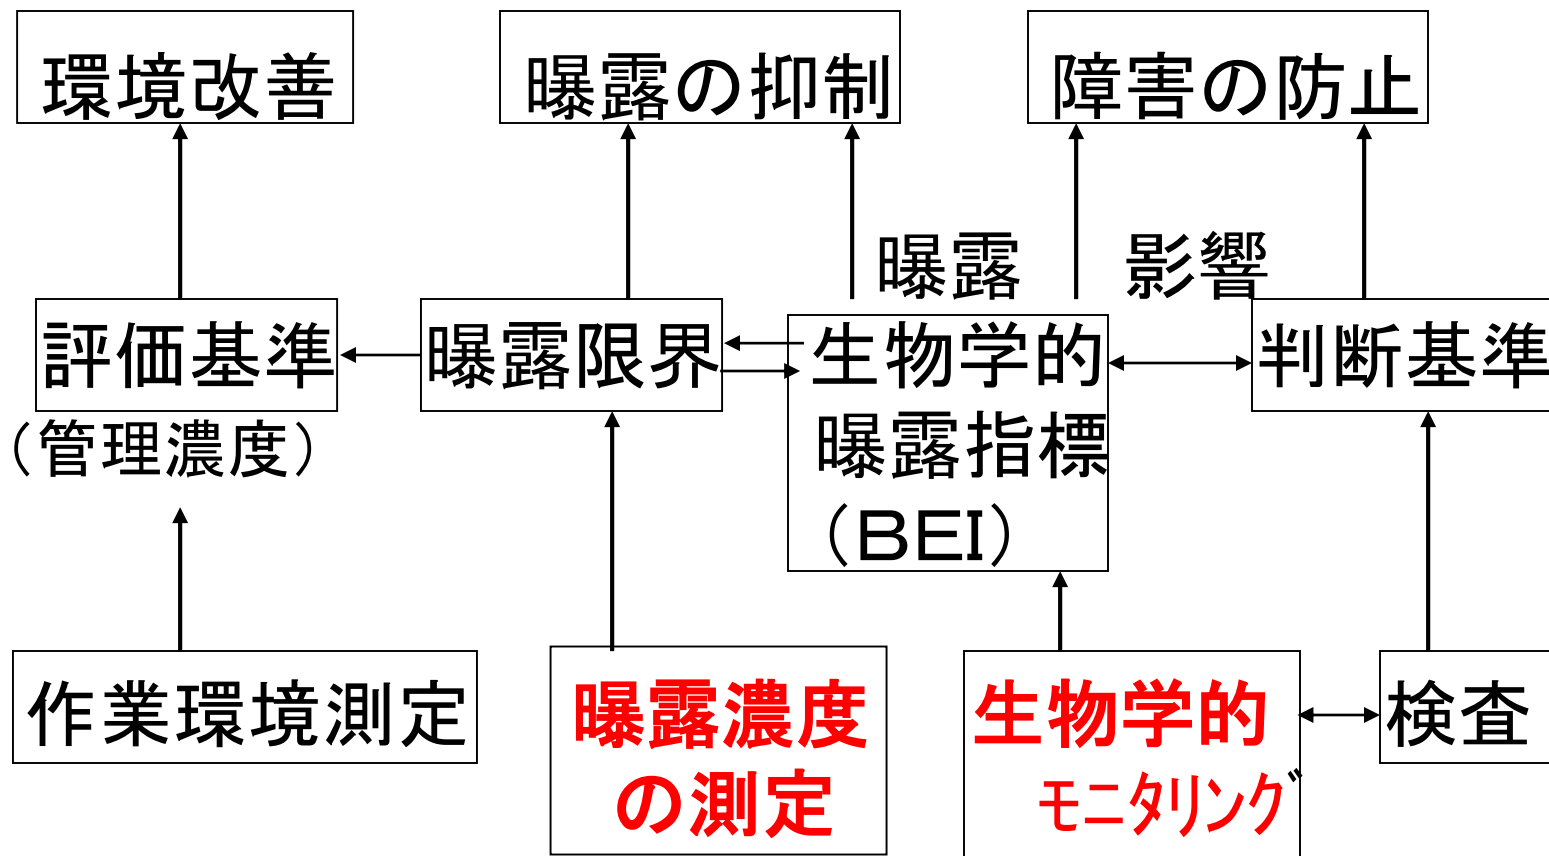 環境改善
曝露の抑制
障害の防止
曝露
影響
評価基準
(管理濃度)
曝露限界
生物学的
曝露指標
(BEI)
判断基準
作業環境測定
曝露濃度
の測定
生物学的
モニタリング
検査